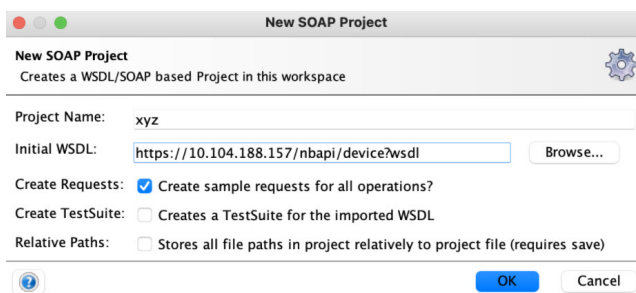 New SOAP Project
New SOAP Project
Creates a WSDL/SOAP based Project in this workspace
Project Name: xyz
Initial WSDL: https://10.104.188.157/nbapi/device?wsdl Browse...
Create Requests: Create sample requests for all operations?
Create TestSuite: Creates a TestSuite for the imported WSDL
Relative Paths: Stores all file paths in project relatively to project file (requires save)
? OK Cancel